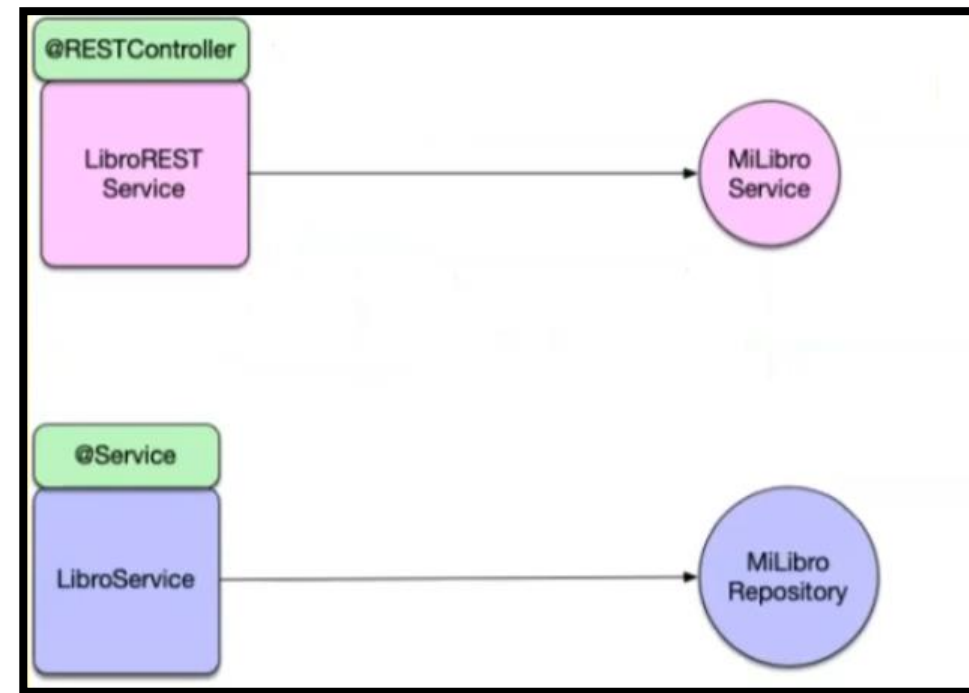 @RESTController
LibroREST
Service
MiLibro
Service
@Service
LibroService
MiLibro
Repository